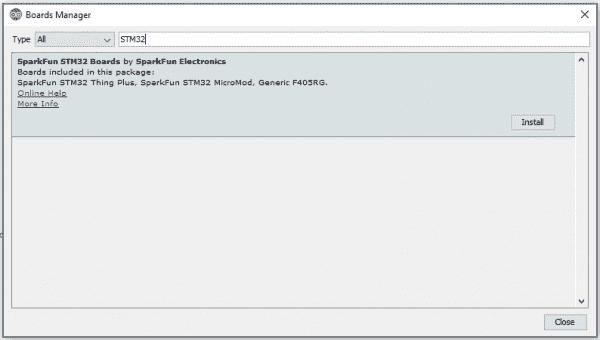 Boards Manager
Type All STM32
SparkFun STM32 Boards by SparkFun Electronics
Boards included in this package:
SparkFun STM32 Thing Plus, SparkFun STM32 MicroMod, Generic F405RG.
Online Help
More Info
Install
Close